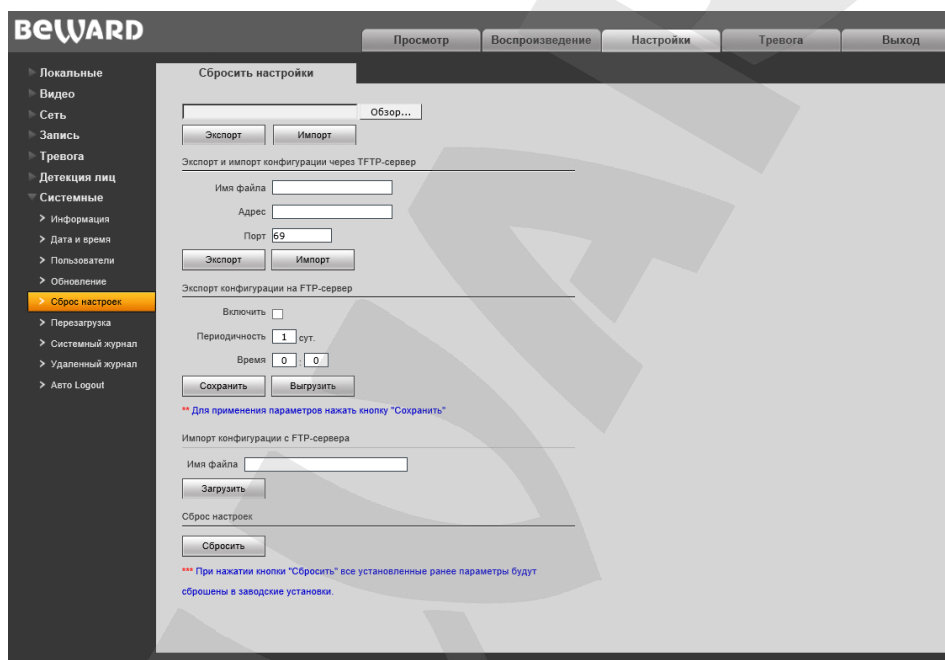 BEWARD
Просмотр Воспроизведение Настройки Тревога Выход
Локальные
Видео
Сеть
Запись
Тревога
Детекция лиц
Системные
Информация
Дата и время
Пользователи
Обновление
Сброс настроек
Перезагрузка
Системный журнал
Удаленный журнал
Авто Logout
Сбросить настройки
Обзор...
Экспорт Импорт
Экспорт и импорт конфигурации через TFTP-сервер
Имя файла
Адрес
Порт 69
Экспорт Импорт
Экспорт конфигурации на FTP-сервер
Включить
Периодичность 1 сут.
Время 0 : 0
Сохранить Выгрузить
** Для применения параметров нажать кнопку "Сохранить"
Импорт конфигурации с FTP-сервера
Имя файла
Загрузить
Сброс настроек
Сбросить
*** При нажатии кнопки "Сбросить" все установленные ранее параметры будут
сброшены в заводские установки.